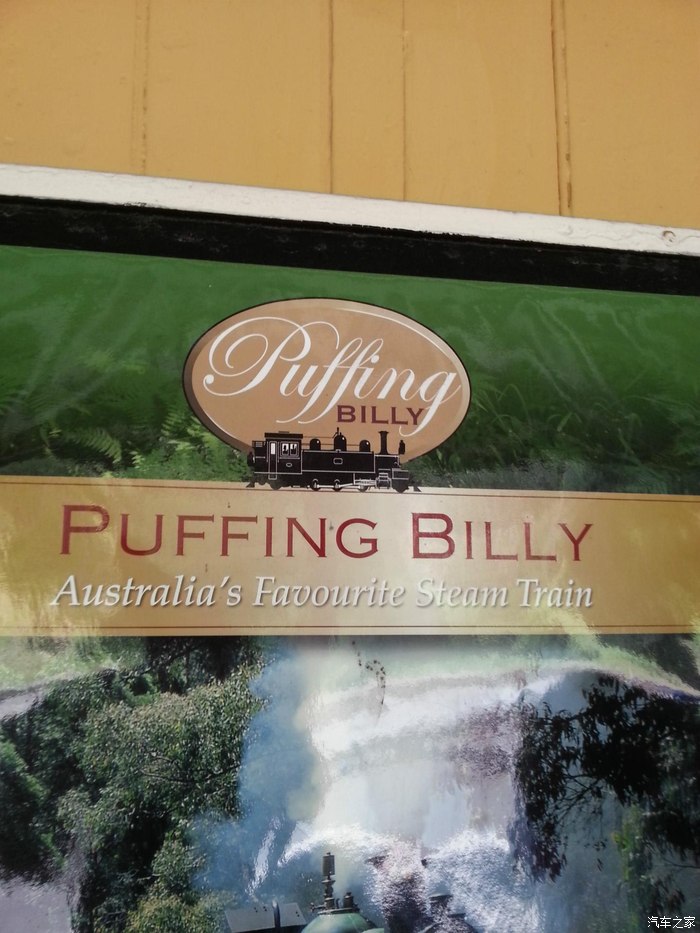 Puffing
BILLY
PUFFING BILLY
Australia's Favourite Steam Train
汽车之家